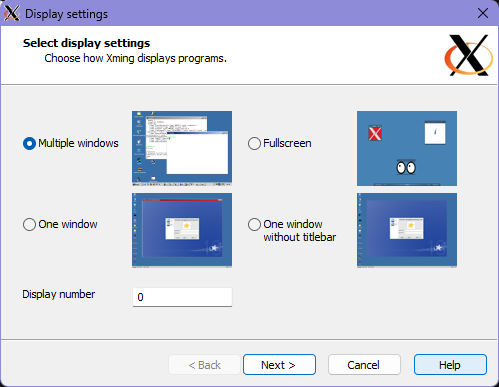 Display settings
Select display settings
Choose how Xming displays programs.
Multiple windows
Fullscreen
One window
One window
without titlebar
Display number
0
< Back
Next >
Cancel
Help